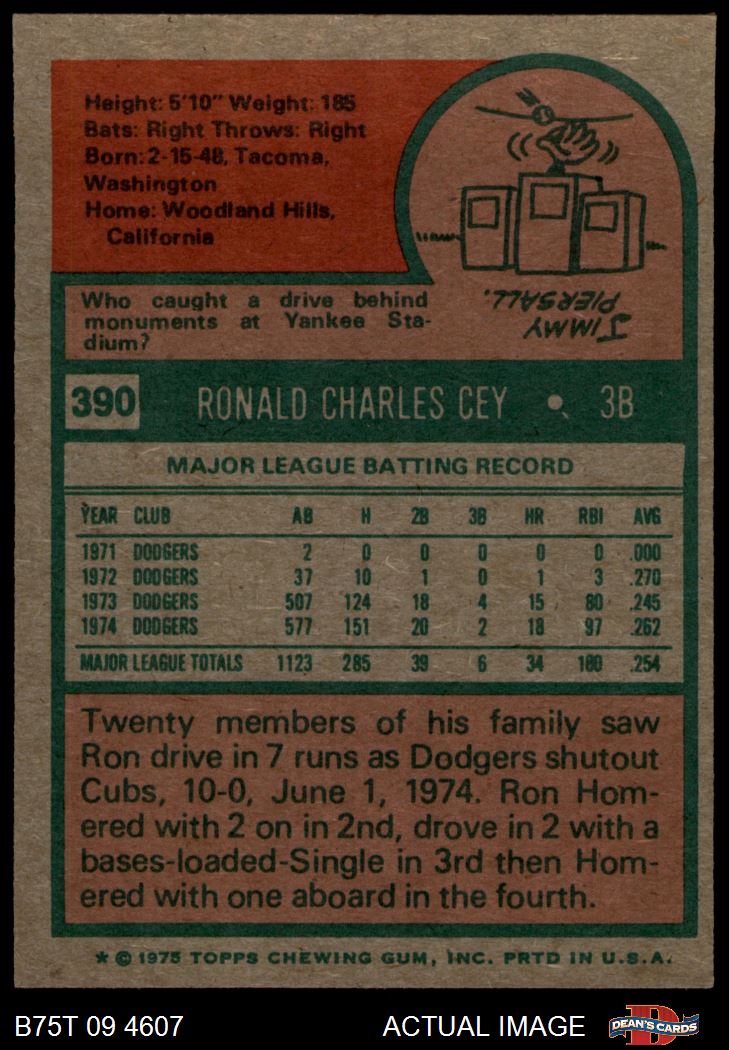 Height: 5'10" Weight: 185
Bats: Right Throws: Right
Born: 2-15-48, Tacoma,
Washington
Home: Woodland Hills,
California
Who caught a drive behind
monuments at Yankee Sta-
dium?
JIMMY
PIERSALL.
390 RONALD CHARLES CEY • 3B
MAJOR LEAGUE BATTING RECORD
YEAR CLUB AB H 2B 3B HR RBI AVG
1971 DODGERS 2 0 0 0 0 0 .000
1972 DODGERS 37 10 1 0 1 3 .270
1973 DODGERS 507 124 18 4 15 80 .245
1974 DODGERS 577 151 20 2 18 97 .262
MAJOR LEAGUE TOTALS 1123 285 39 6 34 180 .254
Twenty members of his family saw
Ron drive in 7 runs as Dodgers shutout
Cubs, 10-0, June 1, 1974. Ron Hom-
ered with 2 on in 2nd, drove in 2 with a
bases-loaded-Single in 3rd then Hom-
ered with one aboard in the fourth.
* © 1975 TOPPS CHEWING GUM, INC. PRTD IN U.S.A.
B75T 09 4607 ACTUAL IMAGE D DEAN'S CARDS